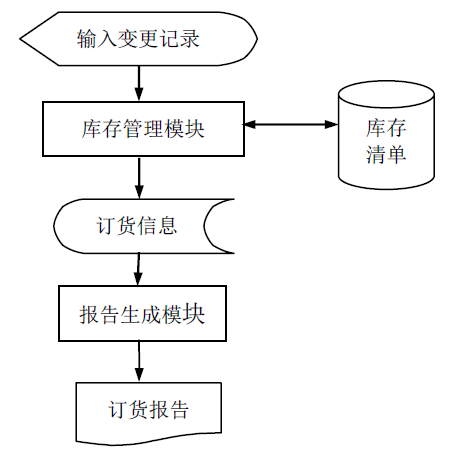 输入变更记录
库存管理模块
库存
清单
订货信息
报告生成模块
订货报告